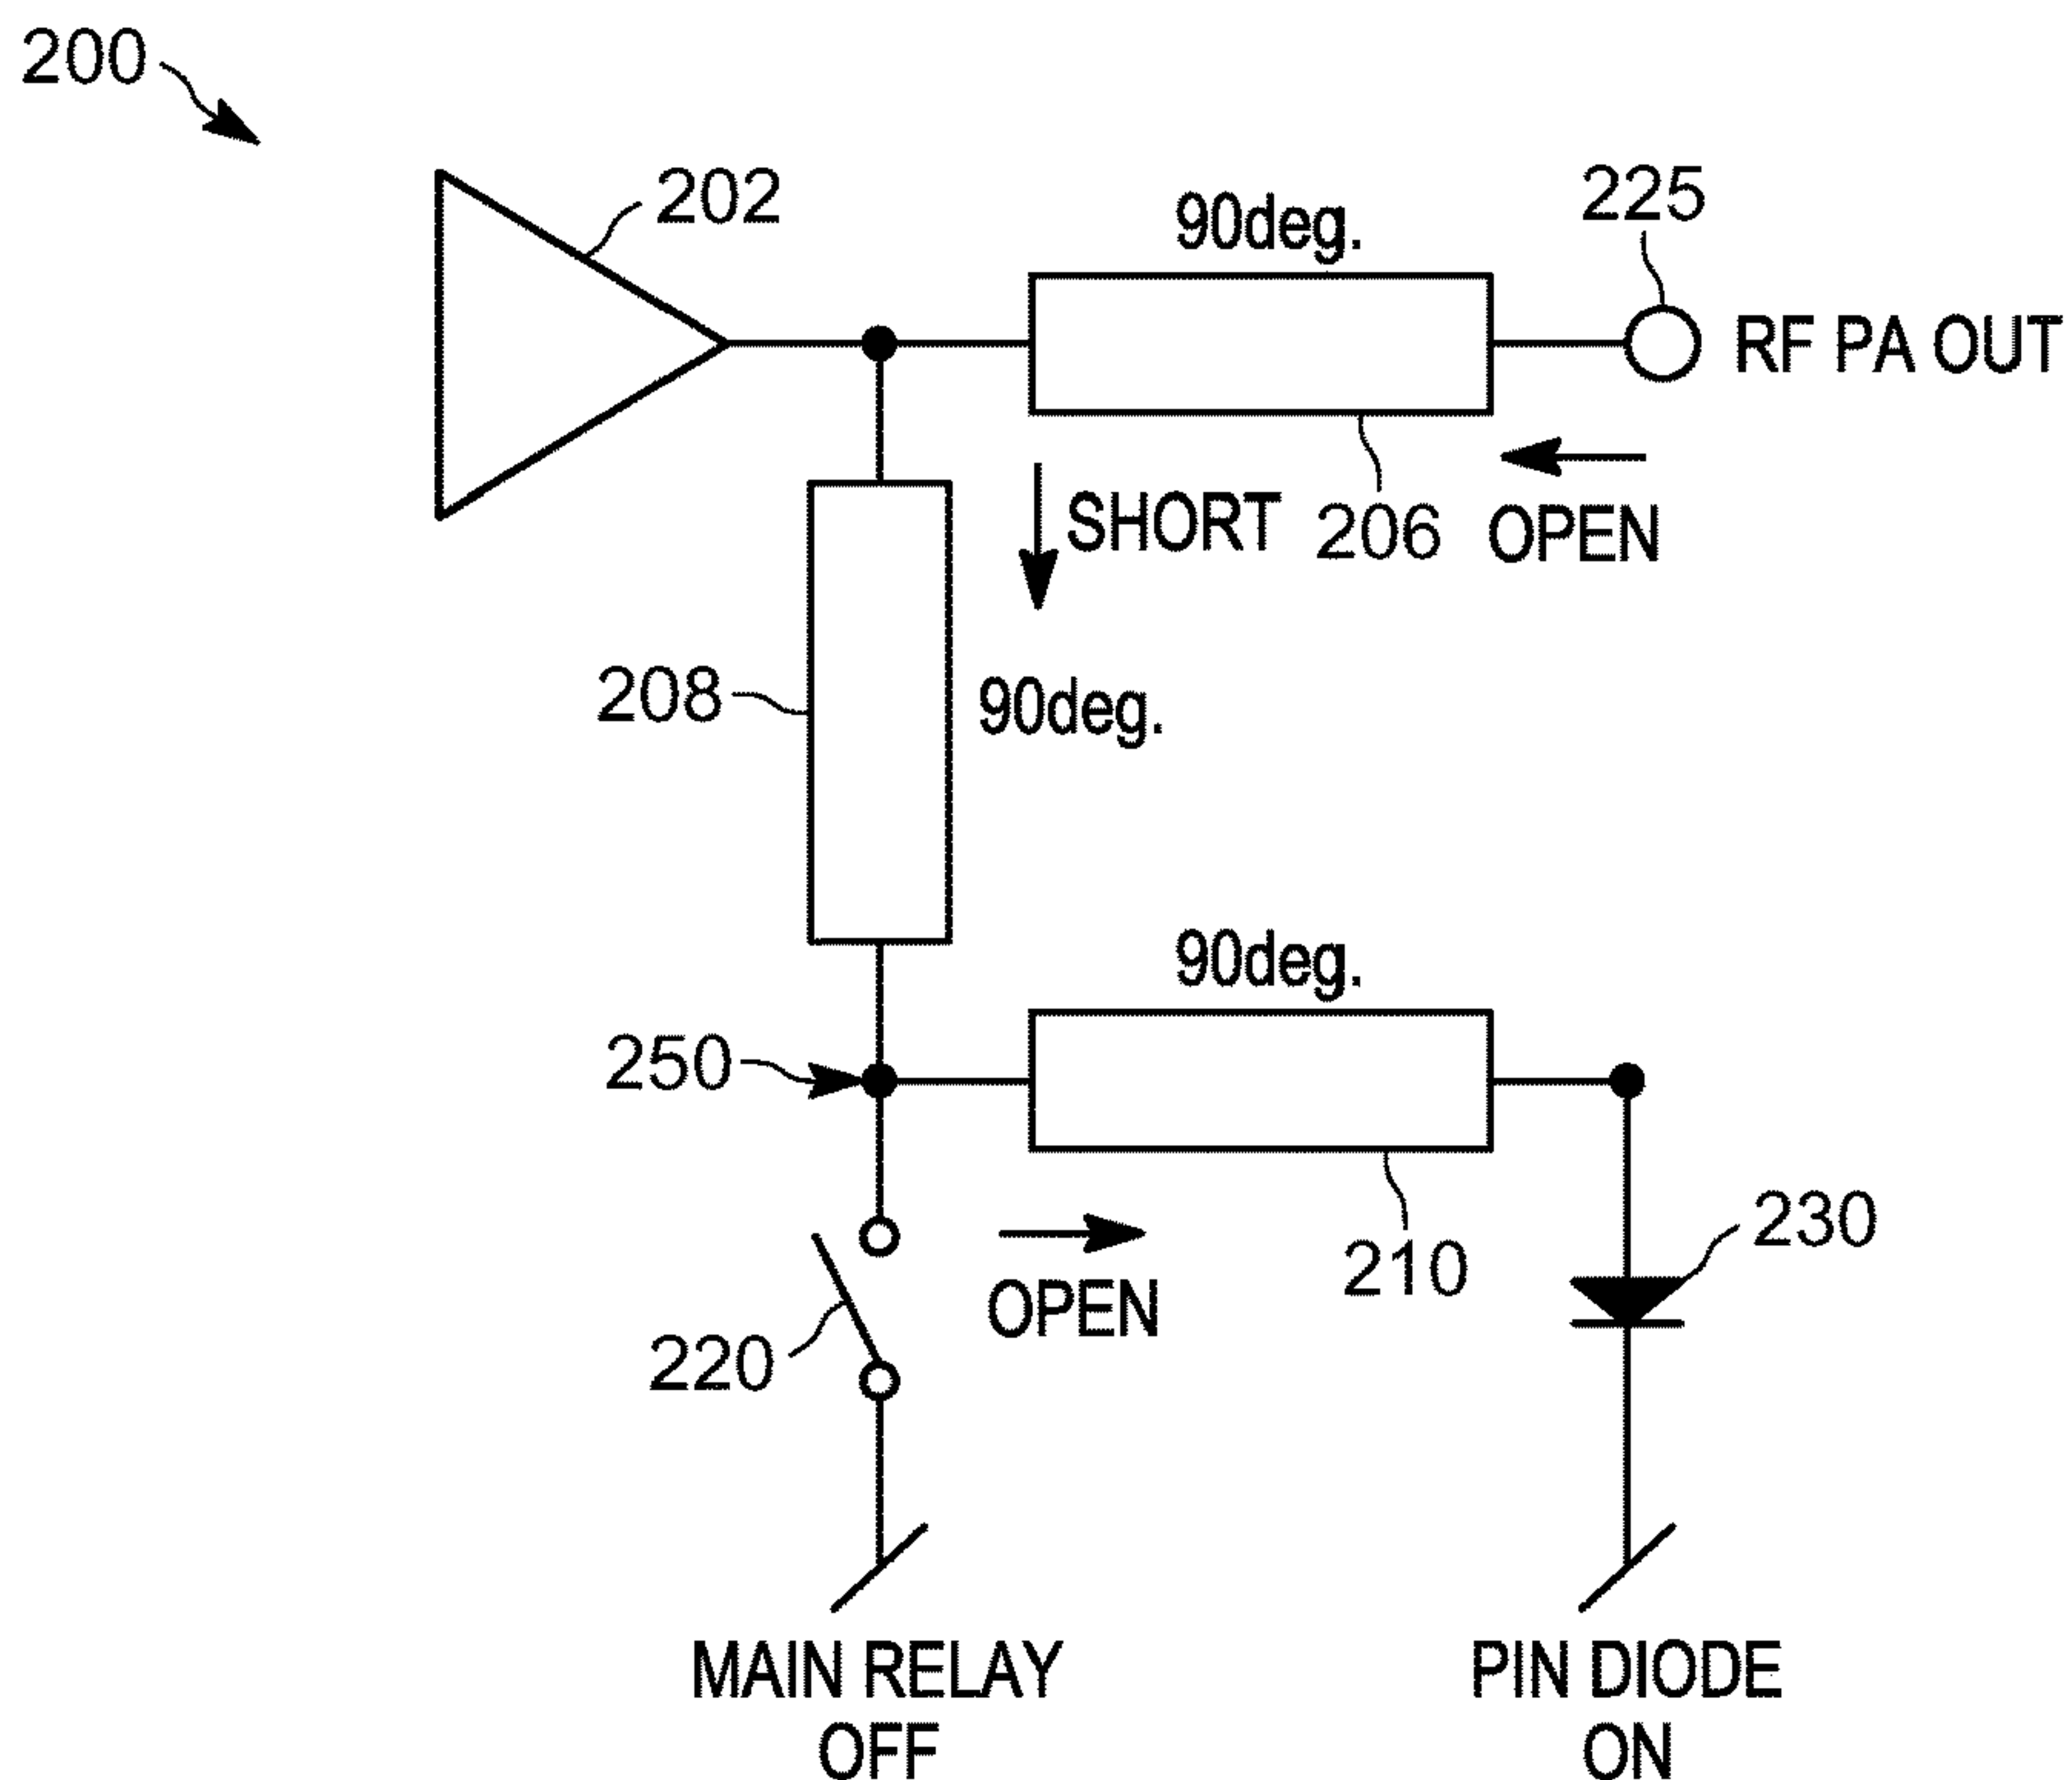 200
202
90deg.
225
RF PA OUT
SHORT
206
OPEN
208
90deg.
90deg.
250
210
230
OPEN
220
MAIN RELAY
OFF
PIN DIODE
ON